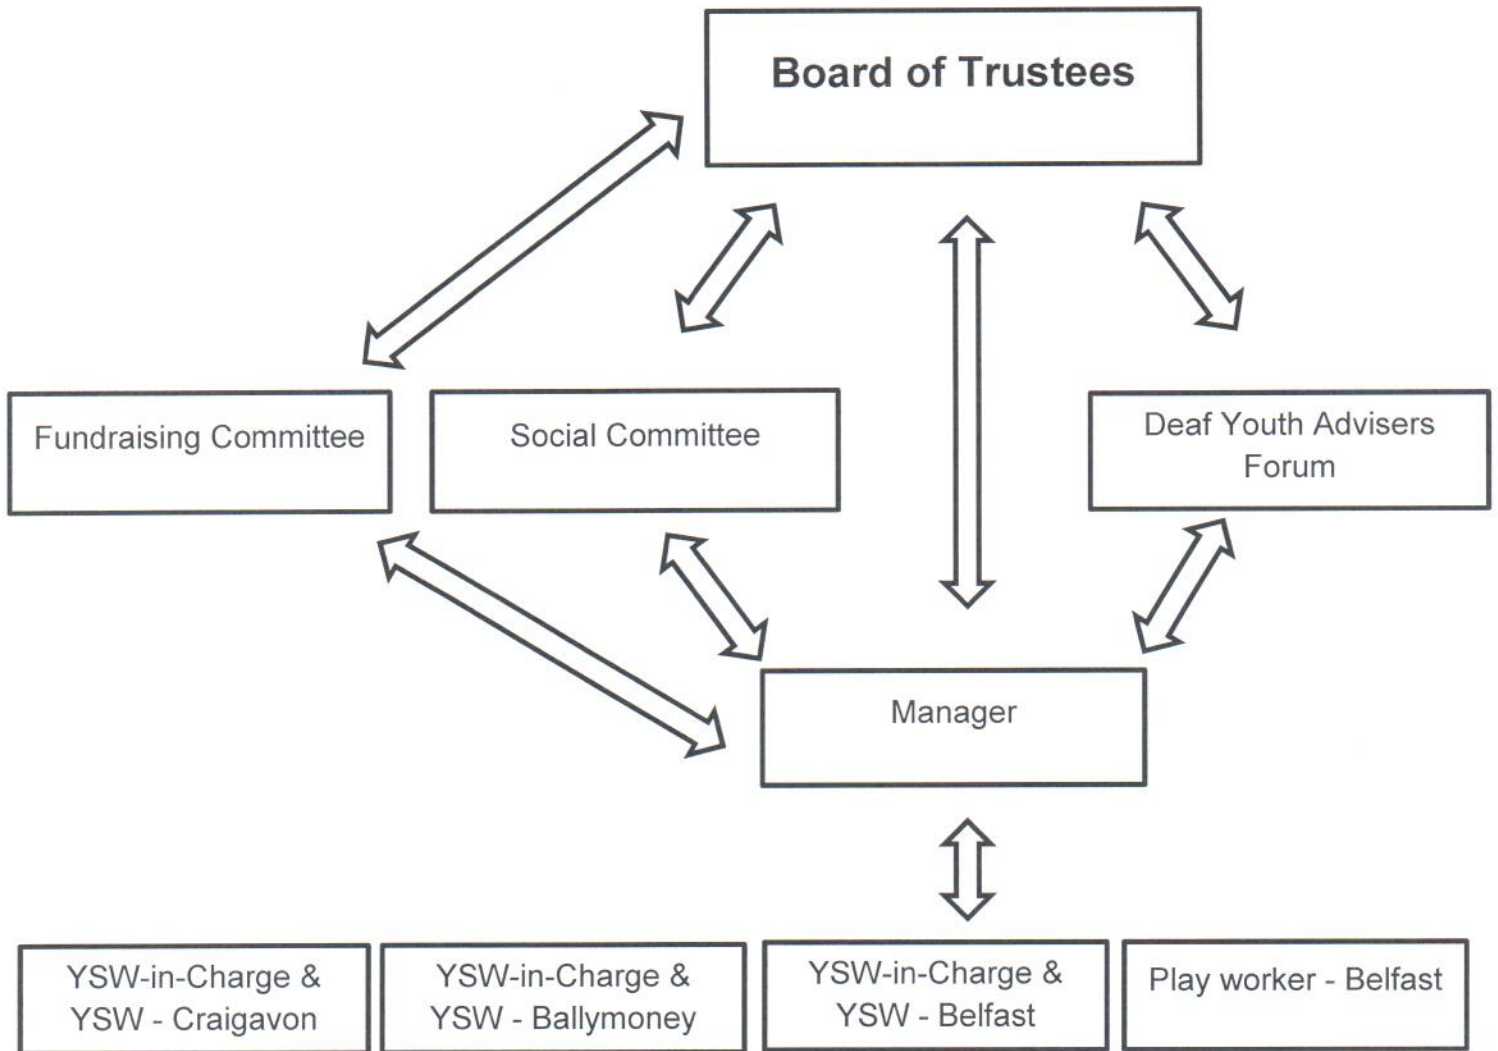 Board of Trustees
Fundraising Committee
Social Committee
Deaf Youth Advisers
Forum
Manager
YSW-in-Charge &
YSW - Craigavon
YSW-in-Charge &
YSW - Ballymoney
YSW-in-Charge &
YSW - Belfast
Play worker - Belfast